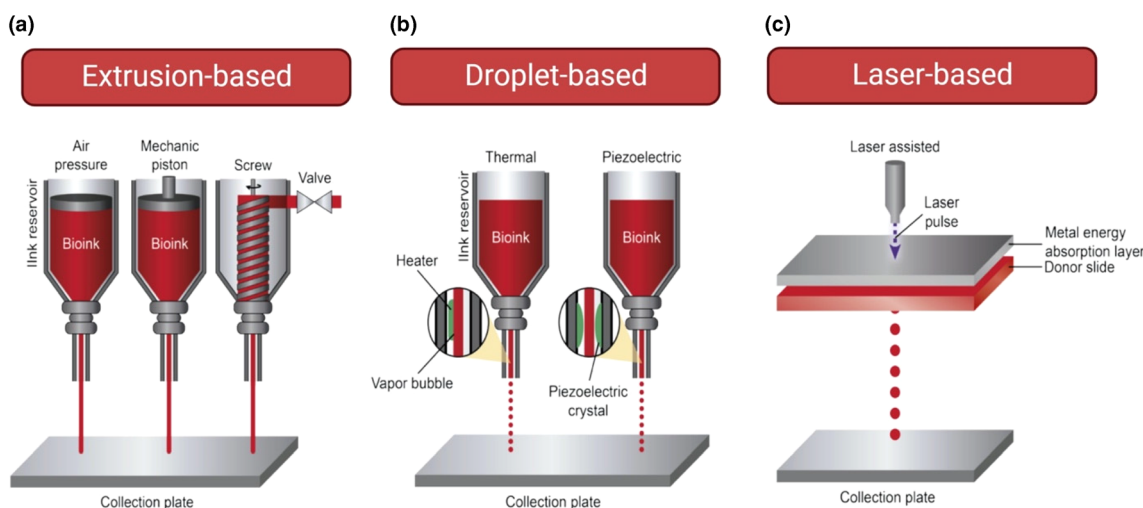 (a)
Extrusion-based
Air
pressure
Mechanic
piston
Screw
Valve
IInk reservoir
Bioink
Bioink
Collection plate
(b)
Droplet-based
Thermal
Piezoelectric
IInk reservoir
Bioink
Bioink
Heater
Vapor bubble
Piezoelectric
crystal
Collection plate
(c)
Laser-based
Laser assisted
Laser
pulse
Metal energy
absorption layer
Donor slide
Collection plate